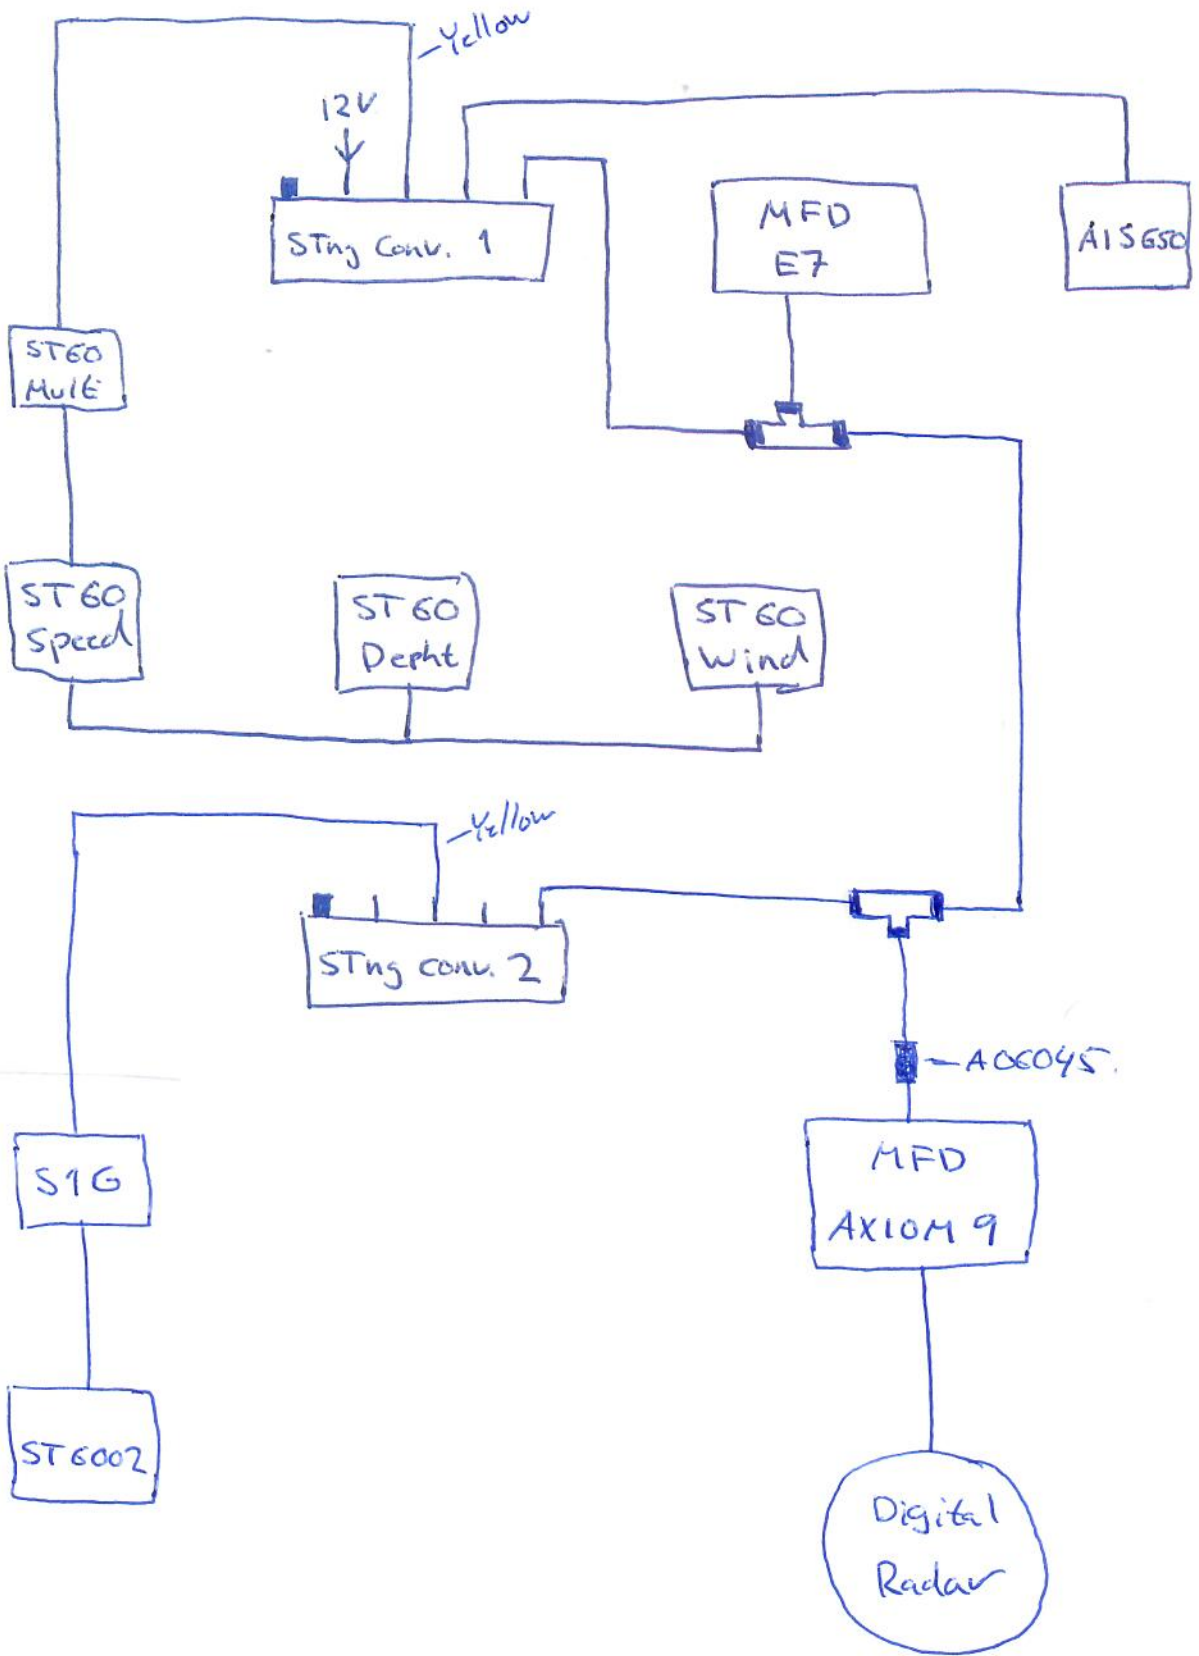 Yellow
12V
STng Conv. 1
MFD
E7
AIS650
ST60
Mult
ST60
Speed
ST60
Depht
ST60
Wind
Yellow
STng conv. 2
A06045.
S1G
MFD
AXIOM 9
ST6002
Digital
Radar